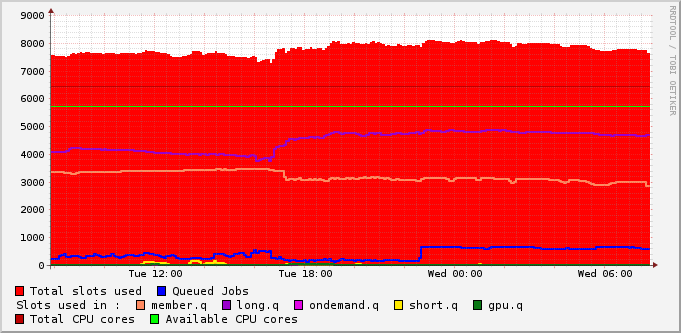 RRDTOOL / TOBI OETIKER
9000
8000
7000
6000
5000
4000
3000
2000
1000
0
Tue 12:00 Tue 18:00 Wed 00:00 Wed 06:00
Total slots used Queued Jobs
Slots used in : member.q long.q ondemand.q short.q gpu.q
Total CPU cores Available CPU cores